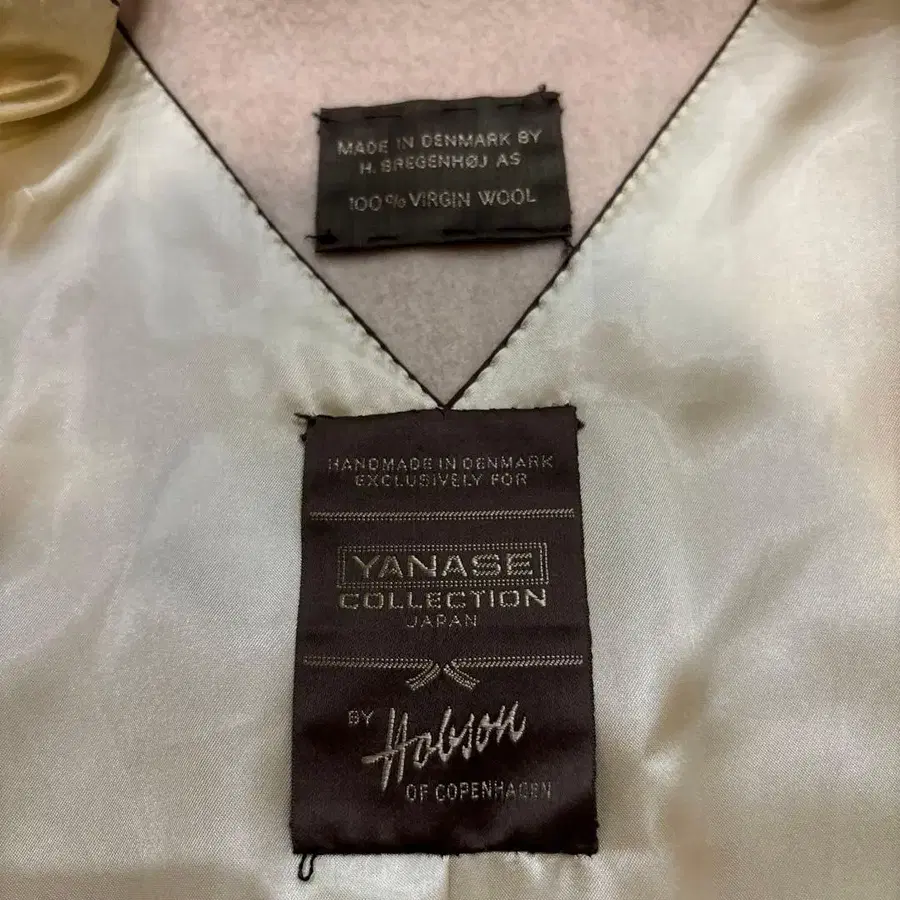 MADE IN DENMARK BY
H. BREGENHØJ AS
100% VIRGIN WOOL
HANDMADE IN DENMARK
EXCLUSIVELY FOR
YANASE
COLLECTION
JAPAN
BY Hobson
OF COPENHAGEN